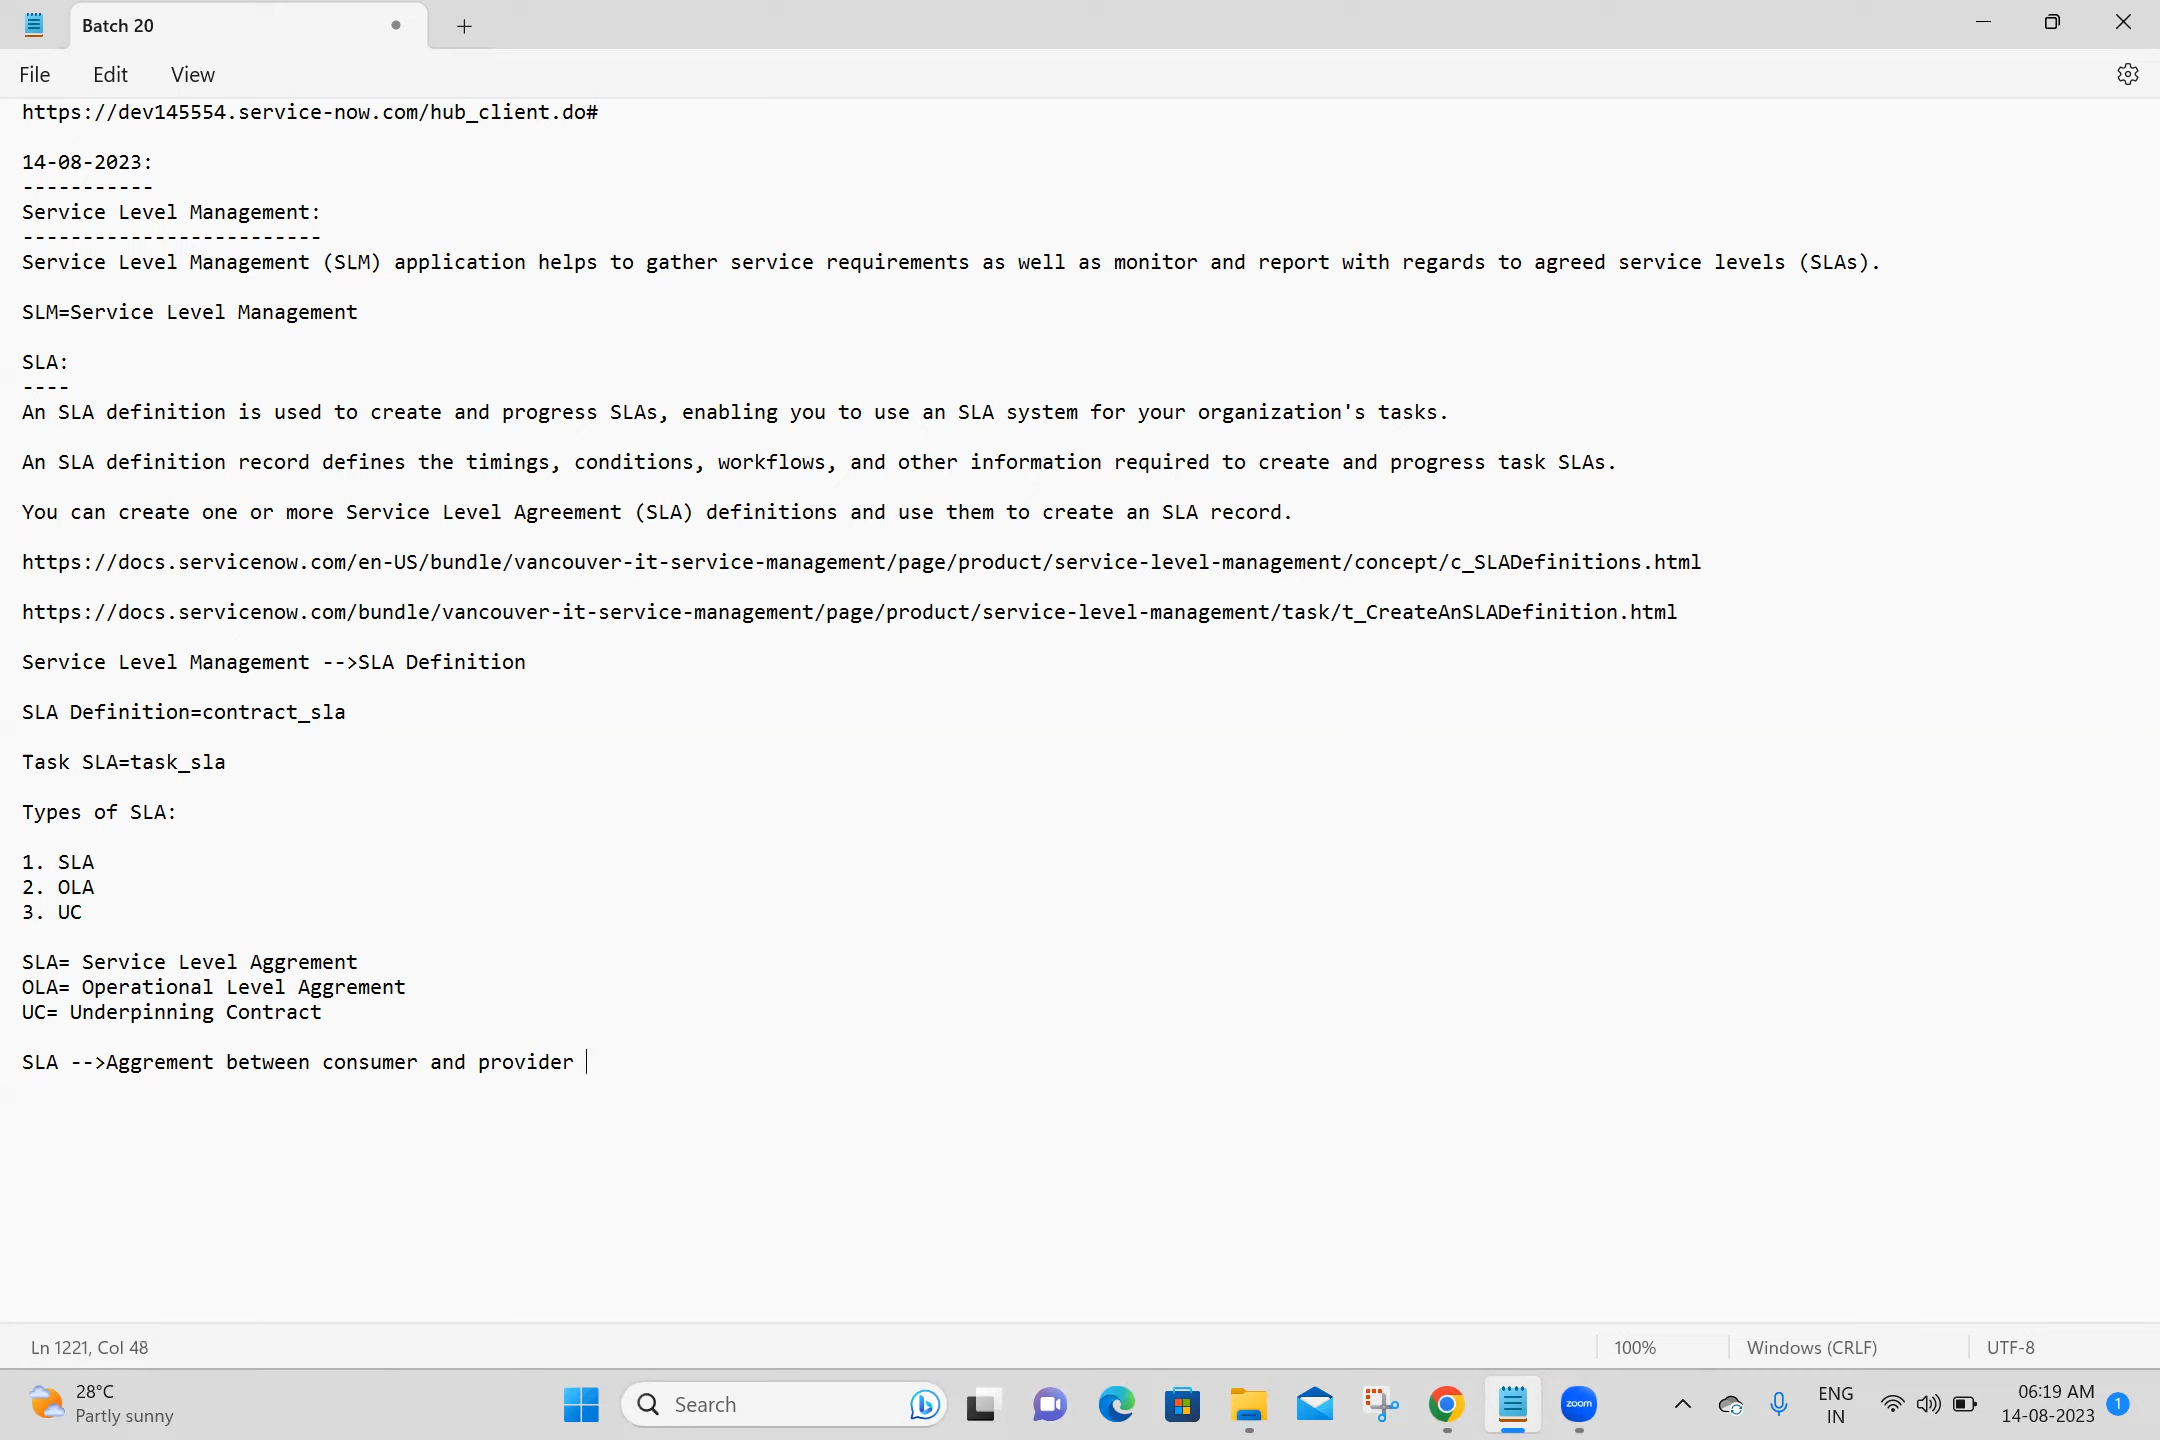 Batch 20
File Edit View
https://dev145554.service-now.com/hub_client.do#
14-08-2023:
-----------
Service Level Management:
-------------------------
Service Level Management (SLM) application helps to gather service requirements as well as monitor and report with regards to agreed service levels (SLAs).
SLM=Service Level Management
SLA:
----
An SLA definition is used to create and progress SLAs, enabling you to use an SLA system for your organization's tasks.
An SLA definition record defines the timings, conditions, workflows, and other information required to create and progress task SLAs.
You can create one or more Service Level Agreement (SLA) definitions and use them to create an SLA record.
https://docs.servicenow.com/en-US/bundle/vancouver-it-service-management/page/product/service-level-management/concept/c_SLADefinitions.html
https://docs.servicenow.com/bundle/vancouver-it-service-management/page/product/service-level-management/task/t_CreateAnSLADefinition.html
Service Level Management -->SLA Definition
SLA Definition=contract_sla
Task SLA=task_sla
Types of SLA:
1. SLA
2. OLA
3. UC
SLA= Service Level Aggrement
OLA= Operational Level Aggrement
UC= Underpinning Contract
SLA -->Aggrement between consumer and provider
Ln 1221, Col 48 100% Windows (CRLF) UTF-8
28°C
Partly sunny
Search
zoom
ENG
IN
06:19 AM
14-08-2023
1